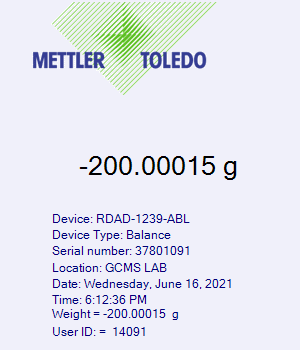 METTLER TOLEDO
-200.00015 g
Device: RDAD-1239-ABL
Device Type: Balance
Serial number: 37801091
Location: GCMS LAB
Date: Wednesday, June 16, 2021
Time: 6:12:36 PM
Weight = -200.00015  g
User ID: =  14091